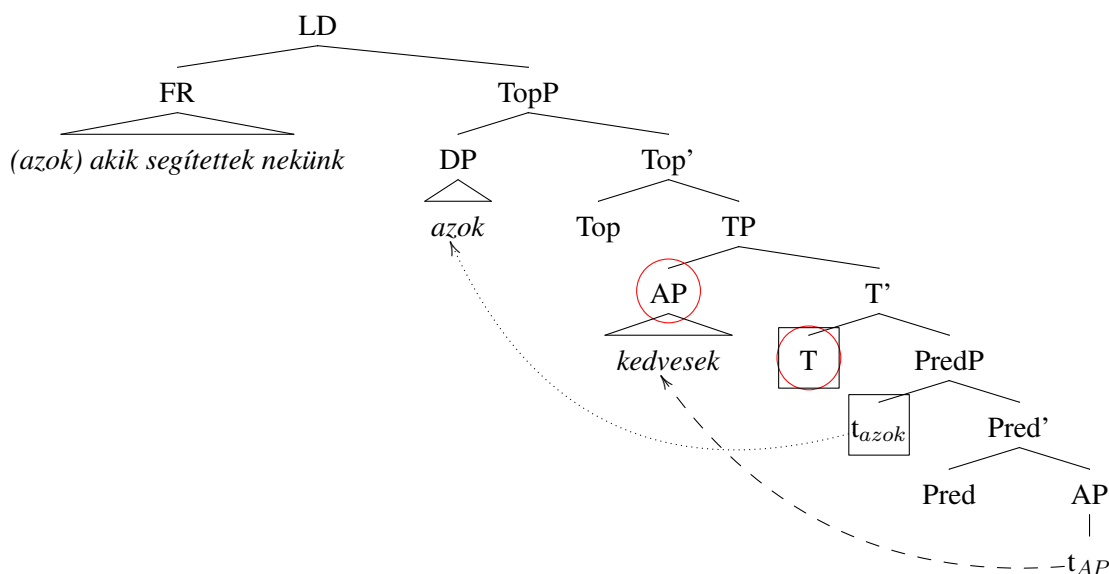 LD
FR TopP
(azok) akik segítettek nekünk DP Top’
azok Top TP
AP T’
kedvesek T PredP
t_azok Pred’
Pred AP
t_AP